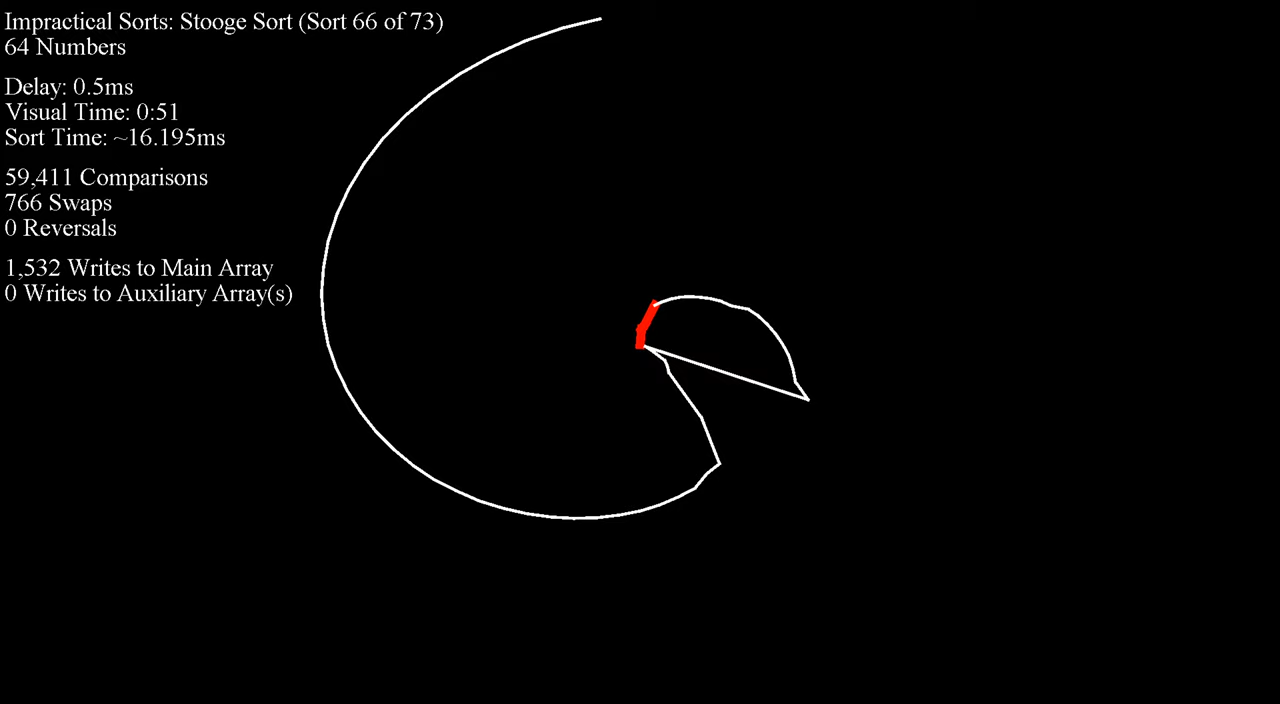 Impractical Sorts: Stooge Sort (Sort 66 of 73)
64 Numbers
Delay: 0.5ms
Visual Time: 0:51
Sort Time: ~16.195ms
59,411 Comparisons
766 Swaps
0 Reversals
1,532 Writes to Main Array
0 Writes to Auxiliary Array(s)